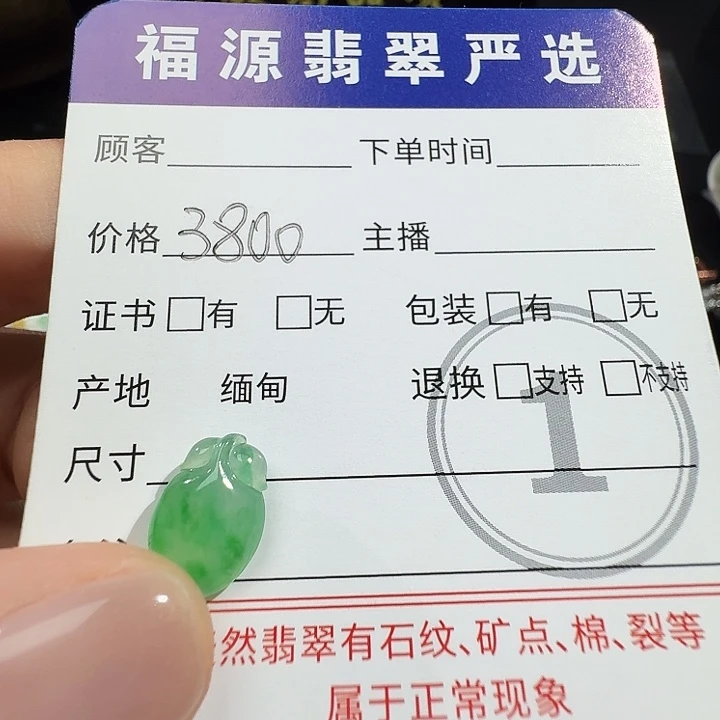 福源翡翠严选
顾客 下单时间
价格 3800 主播
证书 □有 □无 包装 □有 □无
产地 缅甸 退换 □支持 □不支持
尺寸
1
然翡翠有石纹、矿点、棉、裂等
属于正常现象